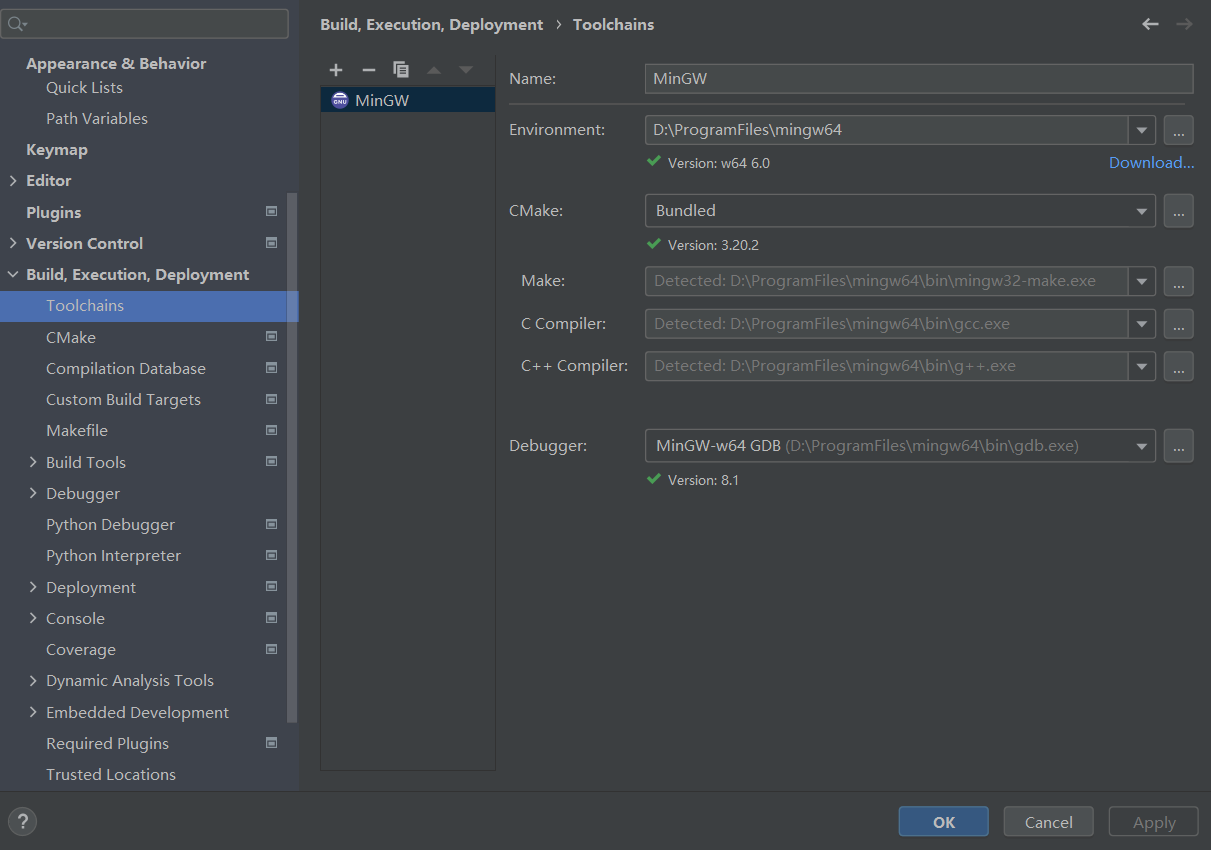 Appearance & Behavior
Quick Lists
Path Variables
Keymap
Editor
Plugins
Version Control
Build, Execution, Deployment
Toolchains
CMake
Compilation Database
Custom Build Targets
Makefile
Build Tools
Debugger
Python Debugger
Python Interpreter
Deployment
Console
Coverage
Dynamic Analysis Tools
Embedded Development
Required Plugins
Trusted Locations
?
Build, Execution, Deployment › Toolchains
GNU MinGW
Name: MinGW
Environment: D:\ProgramFiles\mingw64 ...
Version: w64 6.0 Download...
CMake: Bundled ...
Version: 3.20.2
Make: Detected: D:\ProgramFiles\mingw64\bin\mingw32-make.exe ...
C Compiler: Detected: D:\ProgramFiles\mingw64\bin\gcc.exe ...
C++ Compiler: Detected: D:\ProgramFiles\mingw64\bin\g++.exe ...
Debugger: MinGW-w64 GDB (D:\ProgramFiles\mingw64\bin\gdb.exe) ...
Version: 8.1
OK Cancel Apply